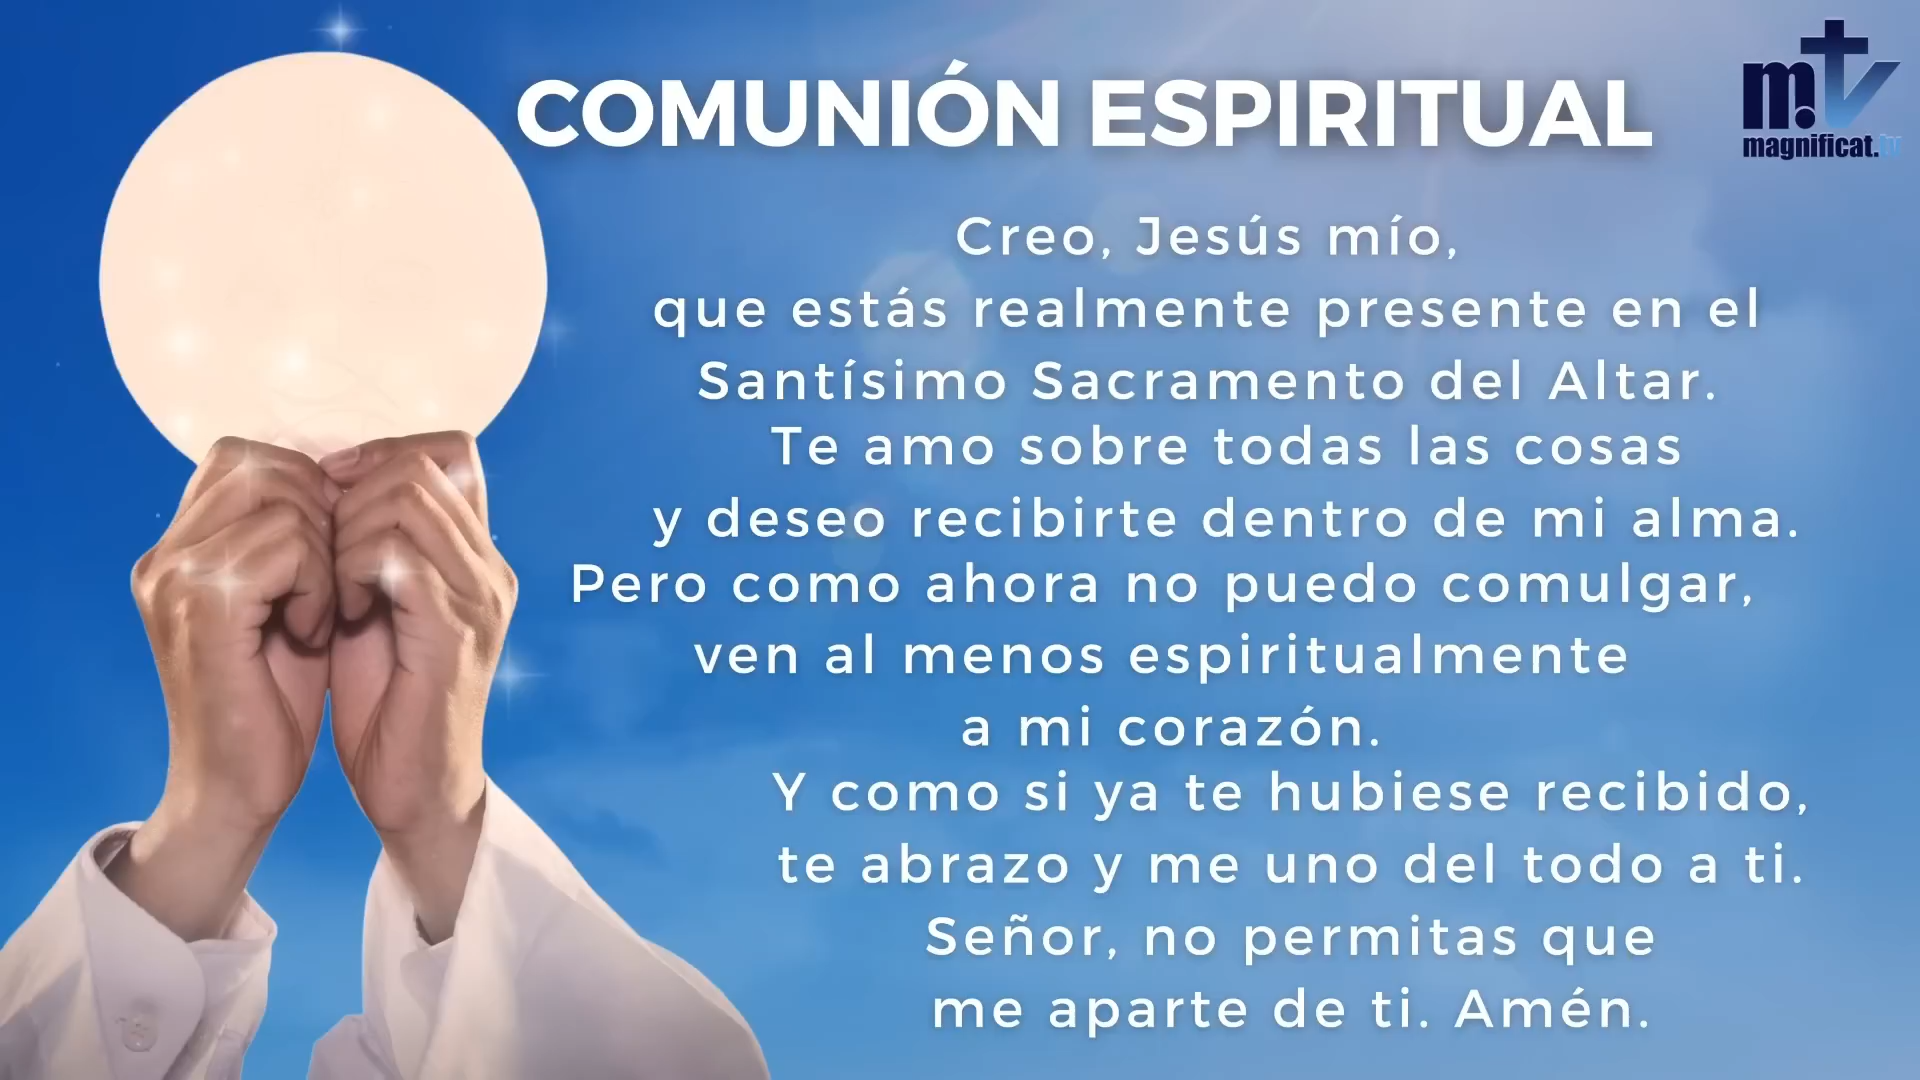 COMUNIÓN ESPIRITUAL
mtv
magnificat.tv
Creo, Jesús mío,
que estás realmente presente en el
Santísimo Sacramento del Altar.
Te amo sobre todas las cosas
y deseo recibirte dentro de mi alma.
Pero como ahora no puedo comulgar,
ven al menos espiritualmente
a mi corazón.
Y como si ya te hubiese recibido,
te abrazo y me uno del todo a ti.
Señor, no permitas que
me aparte de ti. Amén.